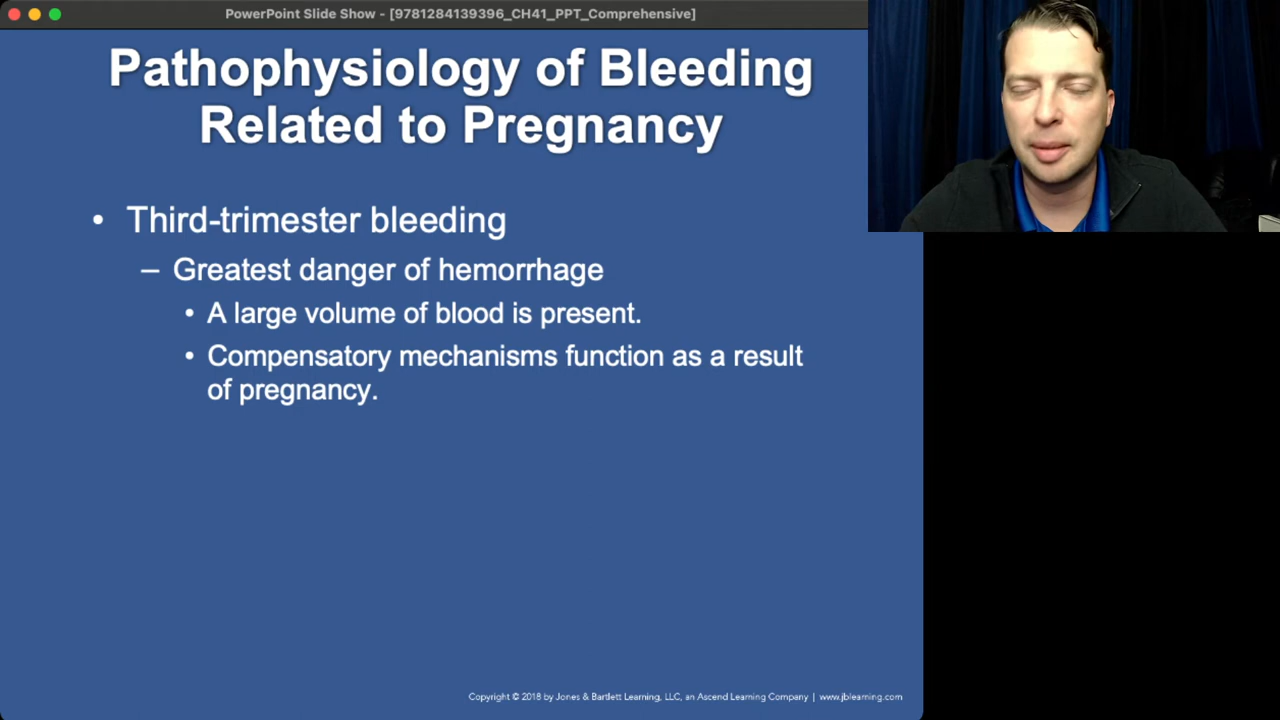 PowerPoint Slide Show - [9781284139396_CH41_PPT_Comprehensive]
Pathophysiology of Bleeding
Related to Pregnancy
• Third-trimester bleeding
– Greatest danger of hemorrhage
• A large volume of blood is present.
• Compensatory mechanisms function as a result
of pregnancy.
Copyright © 2018 by Jones & Bartlett Learning, LLC, an Ascend Learning Company | www.jblearning.com